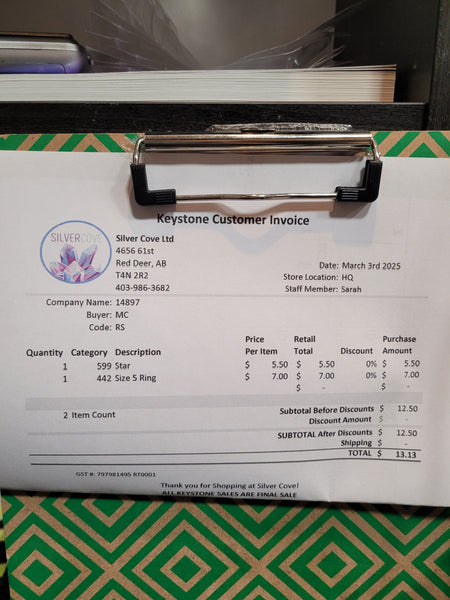 Keystone Customer Invoice
SILVERCOVE
Silver Cove Ltd
4656 61st
Red Deer, AB
T4N 2R2
403-986-3682
Date: March 3rd 2025
Store Location: HQ
Staff Member: Sarah
Company Name: 14897
Buyer: MC
Code: RS
Quantity Category Description Price Per Item Retail Total Discount Purchase Amount
1 599 Star $ 5.50 $ 5.50 0% $ 5.50
1 442 Size 5 Ring $ 7.00 $ 7.00 0% $ 7.00
$ - $ -
2 Item Count
Subtotal Before Discounts $ 12.50
Discount Amount $ -
SUBTOTAL After Discounts $ 12.50
Shipping $ -
TOTAL $ 13.13
GST #: 797981495 RT0001
Thank you for Shopping at Silver Cove!
ALL KEYSTONE SALES ARE FINAL SALE